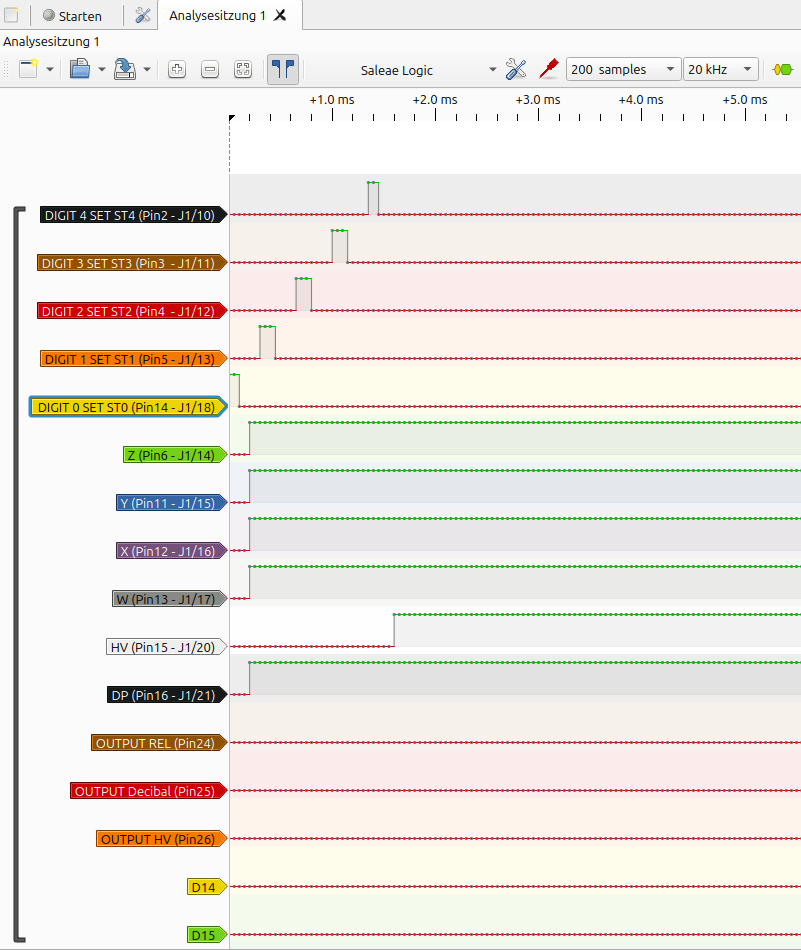 Starten
Analysesitzung 1
Analysesitzung 1
Saleae Logic
200 samples
20 kHz
+1.0 ms +2.0 ms +3.0 ms +4.0 ms +5.0 ms
DIGIT 4 SET ST4 (Pin2 - J1/10)
DIGIT 3 SET ST3 (Pin3 - J1/11)
DIGIT 2 SET ST2 (Pin4 - J1/12)
DIGIT 1 SET ST1 (Pin5 - J1/13)
DIGIT 0 SET ST0 (Pin14 - J1/18)
Z (Pin6 - J1/14)
Y (Pin11 - J1/15)
X (Pin12 - J1/16)
W (Pin13 - J1/17)
HV (Pin15 - J1/20)
DP (Pin16 - J1/21)
OUTPUT REL (Pin24)
OUTPUT Decibal (Pin25)
OUTPUT HV (Pin26)
D14
D15